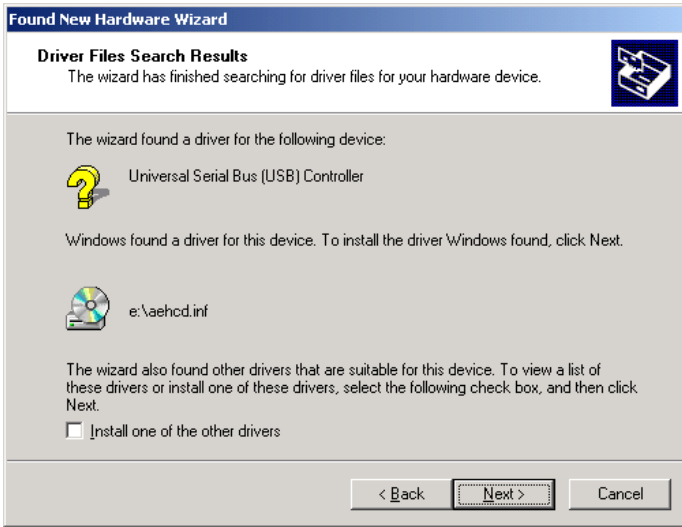 Found New Hardware Wizard
Driver Files Search Results
The wizard has finished searching for driver files for your hardware device.
The wizard found a driver for the following device:
Universal Serial Bus (USB) Controller
Windows found a driver for this device. To install the driver Windows found, click Next.
e:\aehcd.inf
The wizard also found other drivers that are suitable for this device. To view a list of
these drivers or install one of these drivers, select the following check box, and then click
Next.
Install one of the other drivers
< Back Next > Cancel